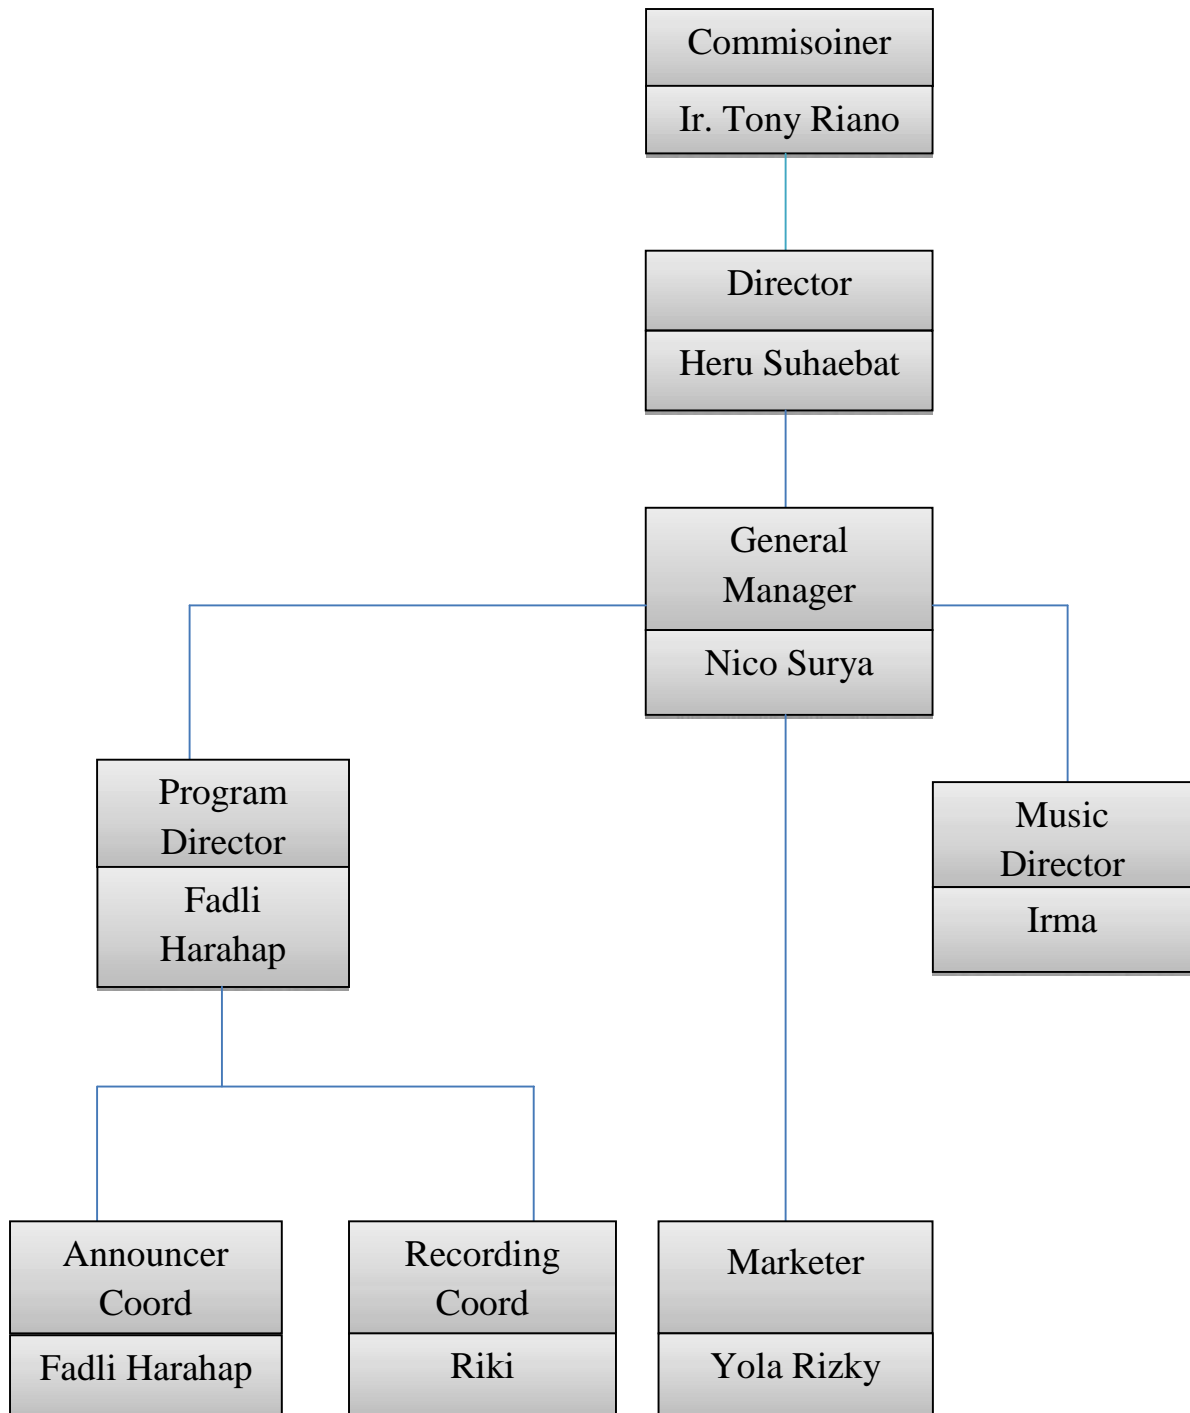 Commisoiner
Ir. Tony Riano
Director
Heru Suhaebat
General
Manager
Nico Surya
Program
Director
Fadli
Harahap
Music
Director
Irma
Announcer
Coord
Fadli Harahap
Recording
Coord
Riki
Marketer
Yola Rizky